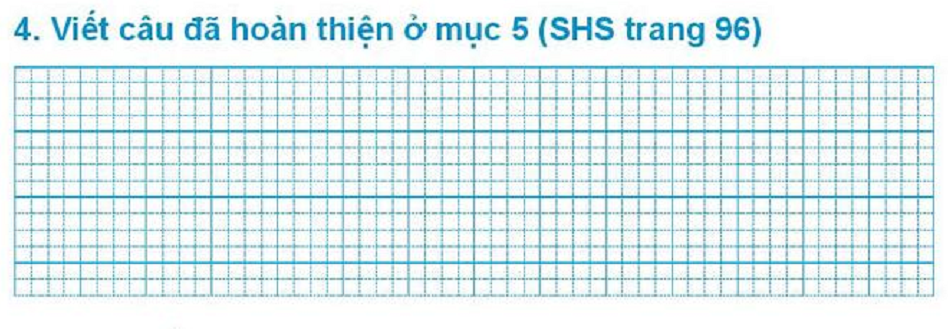 4. Viết câu đã hoàn thiện ở mục 5 (SHS trang 96)